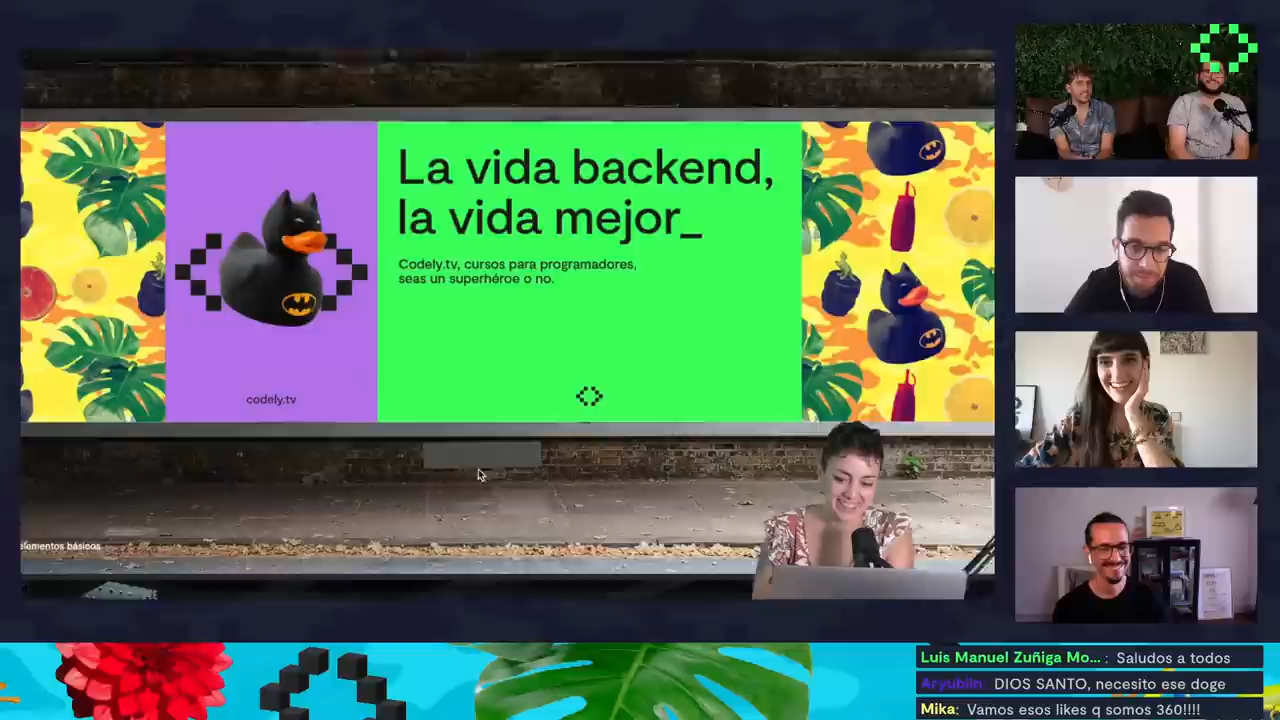 La vida backend,
la vida mejor_
Codely.tv, cursos para programadores,
seas un superhéroe o no.
codely.tv
elementos básicos
Luis Manuel Zuñiga Mo... : Saludos a todos
Aryublin: DIOS SANTO, necesito ese doge
Mika: Vamos esos likes q somos 360!!!!